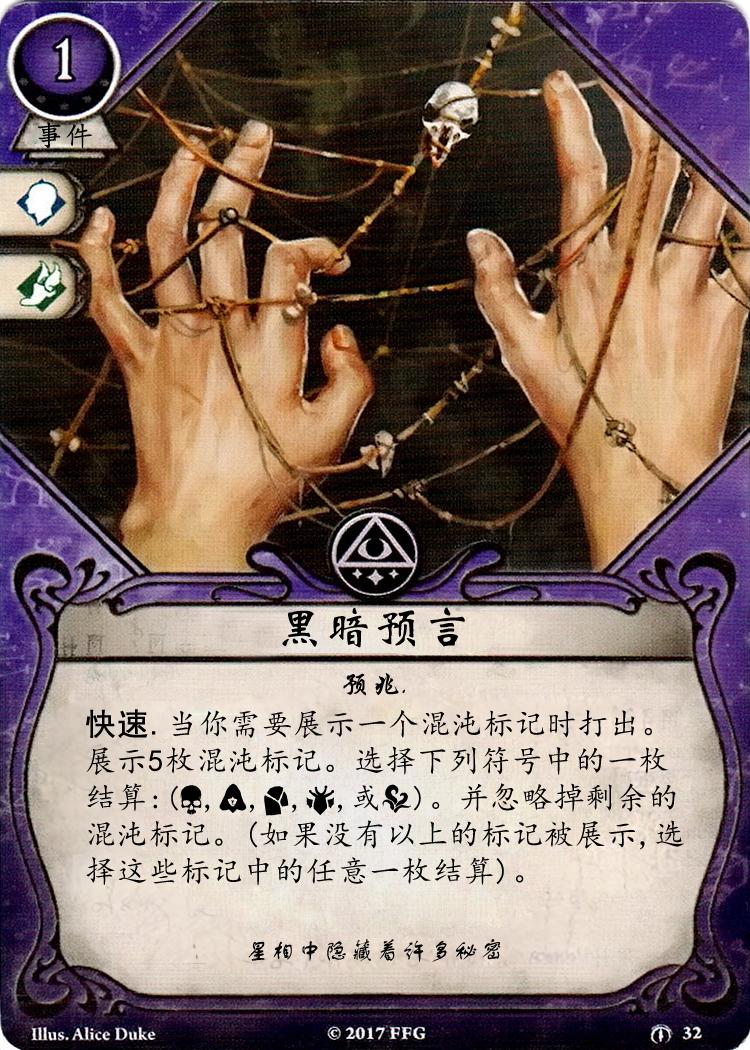 1
事件
黑暗预言
预兆.
快速. 当你需要展示一个混沌标记时打出。
展示5枚混沌标记。选择下列符号中的一枚
结算: ( , , , , 或 ) 。并忽略掉剩余的
混沌标记。(如果没有以上的标记被展示, 选
择这些标记中的任意一枚结算) 。
星相中隐藏着许多秘密
Illus. Alice Duke
© 2017 FFG
32